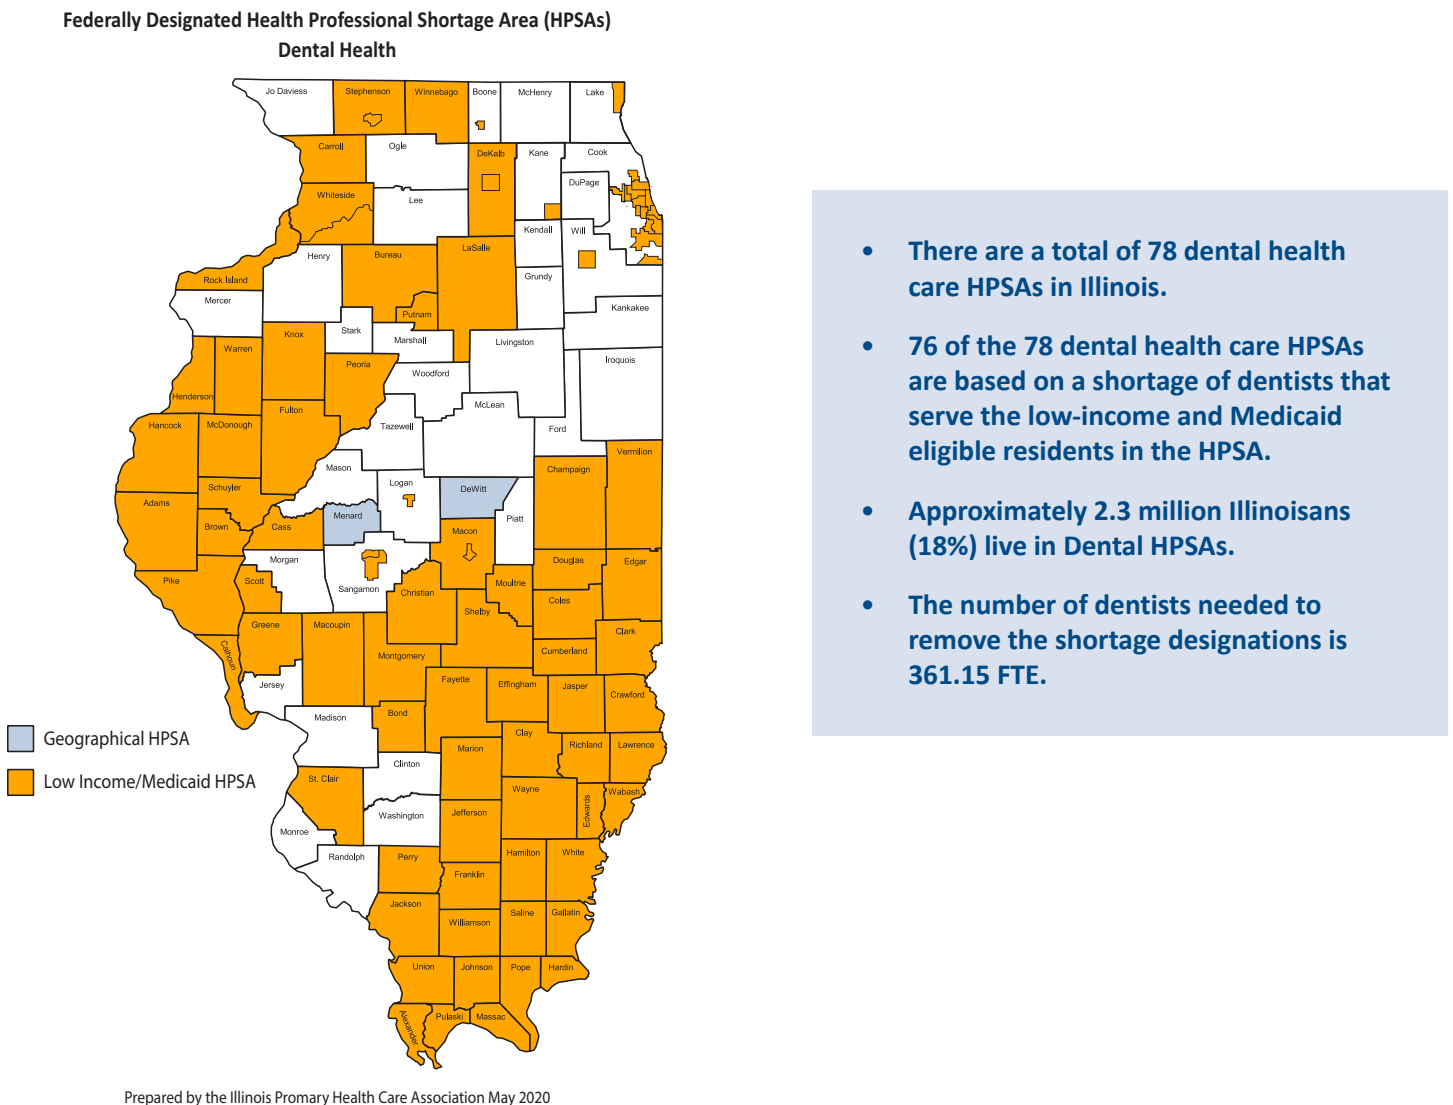 Federally Designated Health Professional Shortage Area (HPSAs)
Dental Health
Jo Daviess
Stephenson
Winnebago
Boone
McHenry
Lake
Carroll
Ogle
DeKalb
Kane
Cook
DuPage
Whiteside
Lee
Kendall
Will
Henry
Bureau
LaSalle
Grundy
Rock Island
Mercer
Putnam
Kankakee
Stark
Marshall
Livingston
Knox
Warren
Peoria
Woodford
Iroquois
Henderson
Fulton
McLean
Hancock
McDonough
Tazewell
Ford
Vermilion
Mason
Champaign
Logan
Schuyler
DeWitt
Adams
Menard
Piatt
Brown
Cass
Macon
Morgan
Douglas
Edgar
Pike
Scott
Sangamon
Christian
Moultrie
Coles
Shelby
Greene
Macoupin
Clark
Calhoun
Montgomery
Cumberland
Jersey
Fayette
Effingham
Jasper
Crawford
Madison
Bond
Clay
Marion
Richland
Lawrence
Clinton
St. Clair
Wayne
Wabash
Edwards
Jefferson
Washington
Monroe
Randolph
Perry
Hamilton
White
Franklin
Jackson
Williamson
Saline
Gallatin
Union
Johnson
Pope
Hardin
Alexander
Pulaski
Massac
Geographical HPSA
Low Income/Medicaid HPSA
Prepared by the Illinois Promary Health Care Association May 2020
• There are a total of 78 dental health
care HPSAs in Illinois.
• 76 of the 78 dental health care HPSAs
are based on a shortage of dentists that
serve the low-income and Medicaid
eligible residents in the HPSA.
• Approximately 2.3 million Illinoisans
(18%) live in Dental HPSAs.
• The number of dentists needed to
remove the shortage designations is
361.15 FTE.